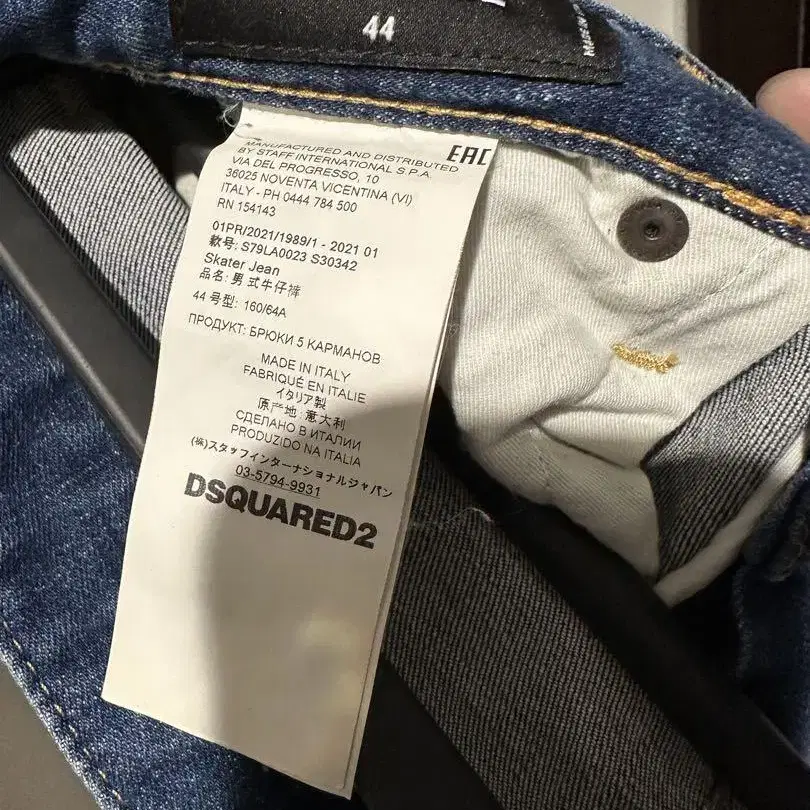 44
MADE IN
EAC
MANUFACTURED AND DISTRIBUTED
BY STAFF INTERNATIONAL S.P.A.
VIA DEL PROGRESSO, 10
36025 NOVENTA VICENTINA (VI)
ITALY - PH 0444 784 500
RN 154143
01PR/2021/1989/1 - 2021 01
款号: S79LA0023 S30342
Skater Jean
品名: 男式牛仔裤
44 号型: 160/64A
ПРОДУКТ: БРЮКИ 5 КАРМАНОВ
MADE IN ITALY
FABRIQUÉ EN ITALIE
イタリア製
原产地: 意大利
СДЕЛАНО В ИТАЛИИ
PRODUZIDO NA ITALIA
(株)スタッフインターナショナルジャパン
03-5794-9931
DSQUARED2